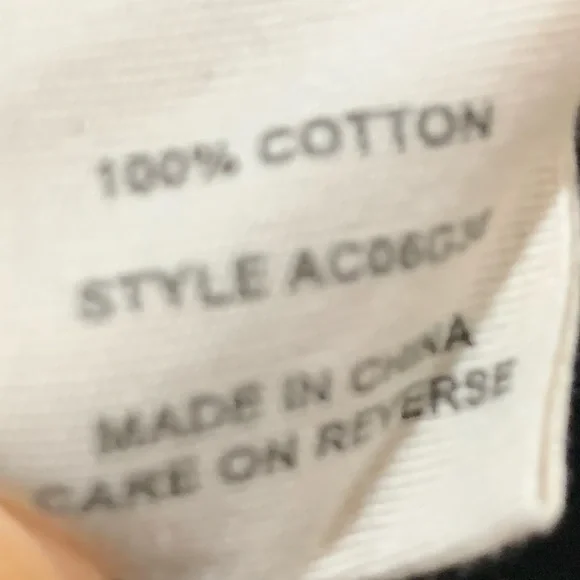 100% COTTON
STYLE
MADE IN CHINA
CARE ON REVERSE